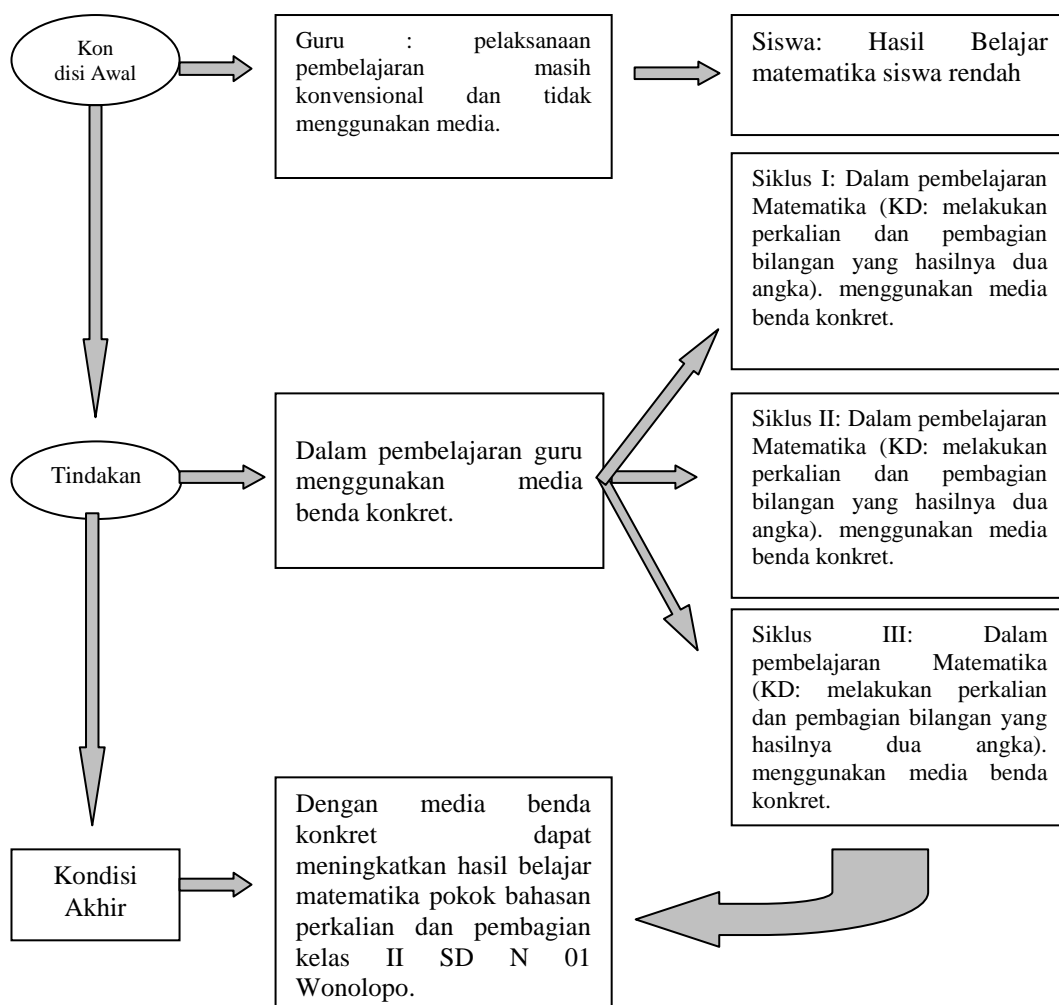 Kon
disi Awal
Guru : pelaksanaan
pembelajaran masih
konvensional dan tidak
menggunakan media.
Siswa: Hasil Belajar
matematika siswa rendah
Siklus I: Dalam pembelajaran
Matematika (KD: melakukan
perkalian dan pembagian
bilangan yang hasilnya dua
angka). menggunakan media
benda konkret.
Tindakan
Dalam pembelajaran guru
menggunakan media
benda konkret.
Siklus II: Dalam pembelajaran
Matematika (KD: melakukan
perkalian dan pembagian
bilangan yang hasilnya dua
angka). menggunakan media
benda konkret.
Siklus III: Dalam
pembelajaran Matematika
(KD: melakukan perkalian
dan pembagian bilangan yang
hasilnya dua angka).
menggunakan media benda
konkret.
Kondisi
Akhir
Dengan media benda
konkret dapat
meningkatkan hasil belajar
matematika pokok bahasan
perkalian dan pembagian
kelas II SD N 01
Wonolopo.